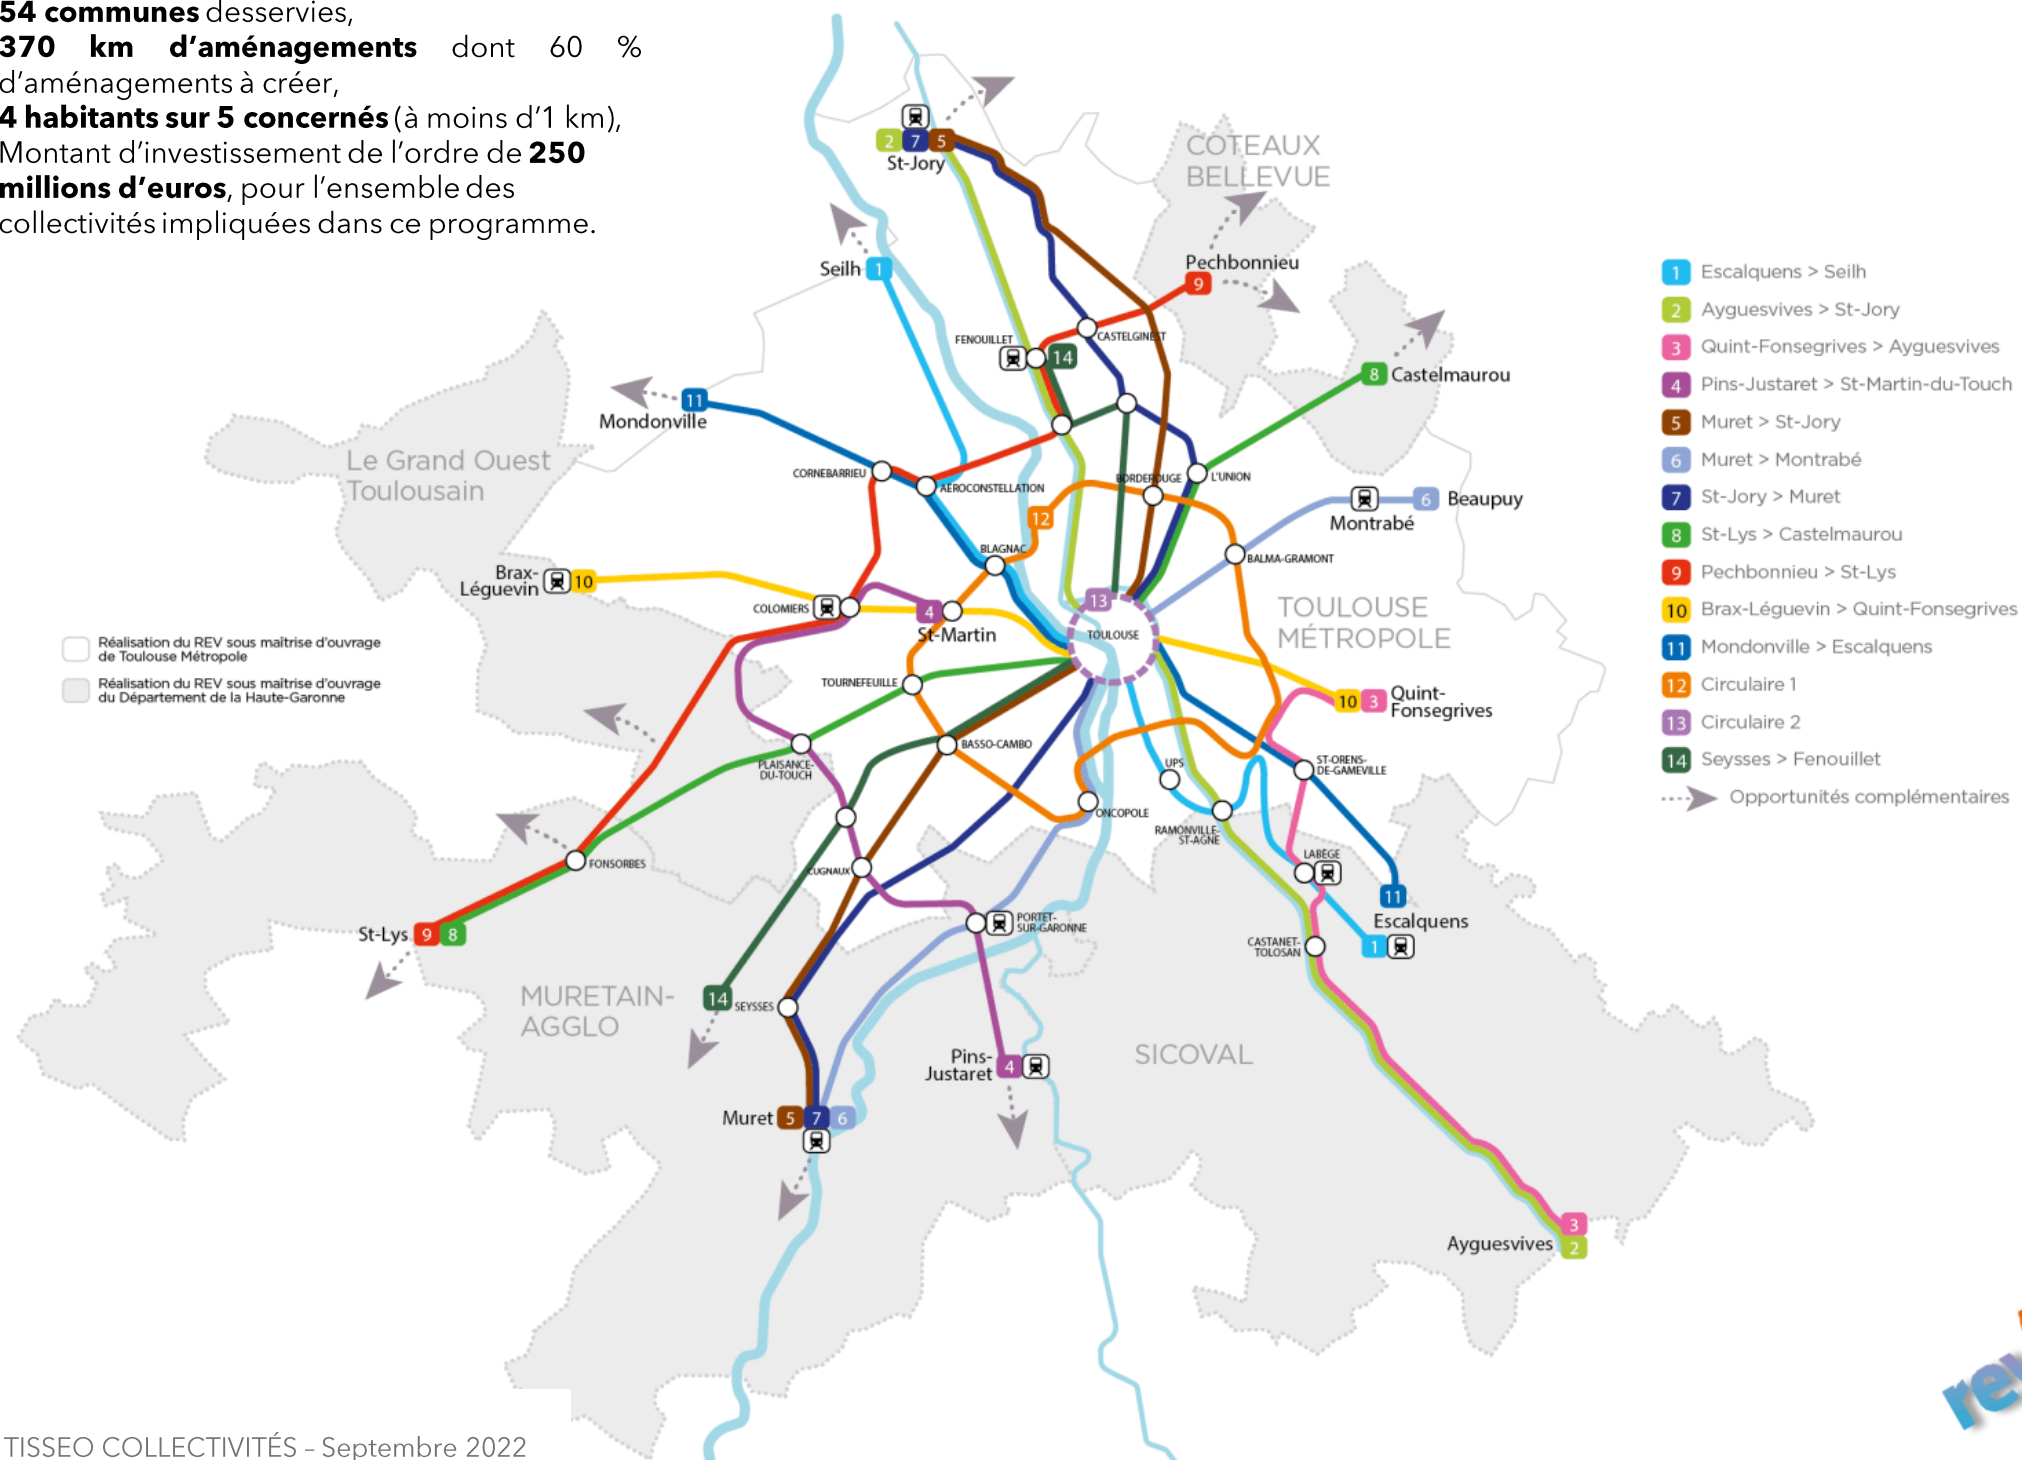 54 communes desservies,
370 km d’aménagements dont 60 %
d’aménagements à créer,
4 habitants sur 5 concernés (à moins d’1 km),
Montant d’investissement de l’ordre de 250
millions d’euros, pour l’ensemble des
collectivités impliquées dans ce programme.
2 7 5
St-Jory
COTEAUX
BELLEVUE
Pechbonnieu
9
Seilh 1
FENOUILLET
14
CASTELGINEST
8 Castelmaurou
11
Mondonville
Le Grand Ouest
Toulousain
CORNEBARRIEU
AÉROCONSTELLATION
BORDEROUGE
L'UNION
12
6 Beaupuy
Montrabé
BLAGNAC
BALMA-GRAMONT
Brax-
Léguevin
10
COLOMIERS
4
St-Martin
13
TOULOUSE
TOULOUSE
MÉTROPOLE
TOURNEFEUILLE
10 3 Quint-
Fonsegrives
BASSO-CAMBO
PLAISANCE-
DU-TOUCH
UPS
ST-ORENS-
DE-GAMEVILLE
ONCOPOLE
RAMONVILLE-
ST-AGNE
LABÈGE
FONSORBES
CUGNAUX
11
Escalquens
1
St-Lys 9 8
PORTET-
SUR-GARONNE
CASTANET-
TOLOSAN
MURETAIN-
AGGLO
14 SEYSSES
SICOVAL
Pins-
Justaret
4
Muret 5 7 6
3
Ayguesvives
2
Réalisation du REV sous maîtrise d'ouvrage
de Toulouse Métropole
Réalisation du REV sous maîtrise d'ouvrage
du Département de la Haute-Garonne
1 Escalquens > Seilh
2 Ayguesvives > St-Jory
3 Quint-Fonsegrives > Ayguesvives
4 Pins-Justaret > St-Martin-du-Touch
5 Muret > St-Jory
6 Muret > Montrabé
7 St-Jory > Muret
8 St-Lys > Castelmaurou
9 Pechbonnieu > St-Lys
10 Brax-Léguevin > Quint-Fonsegrives
11 Mondonville > Escalquens
12 Circulaire 1
13 Circulaire 2
14 Seysses > Fenouillet
Opportunités complémentaires
TISSEO COLLECTIVITÉS – Septembre 2022